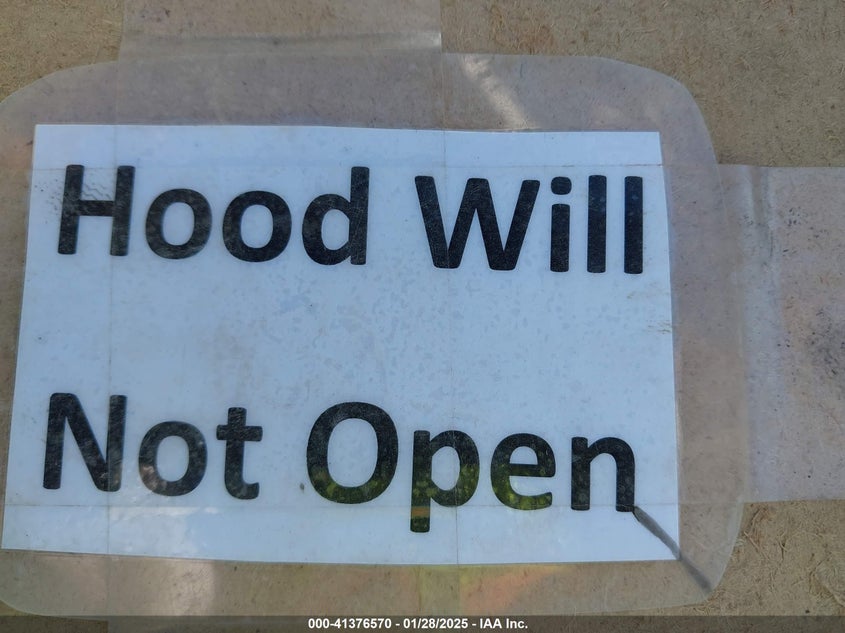 Hood Will
Not Open
000-41376570 - 01/28/2025 - IAA Inc.